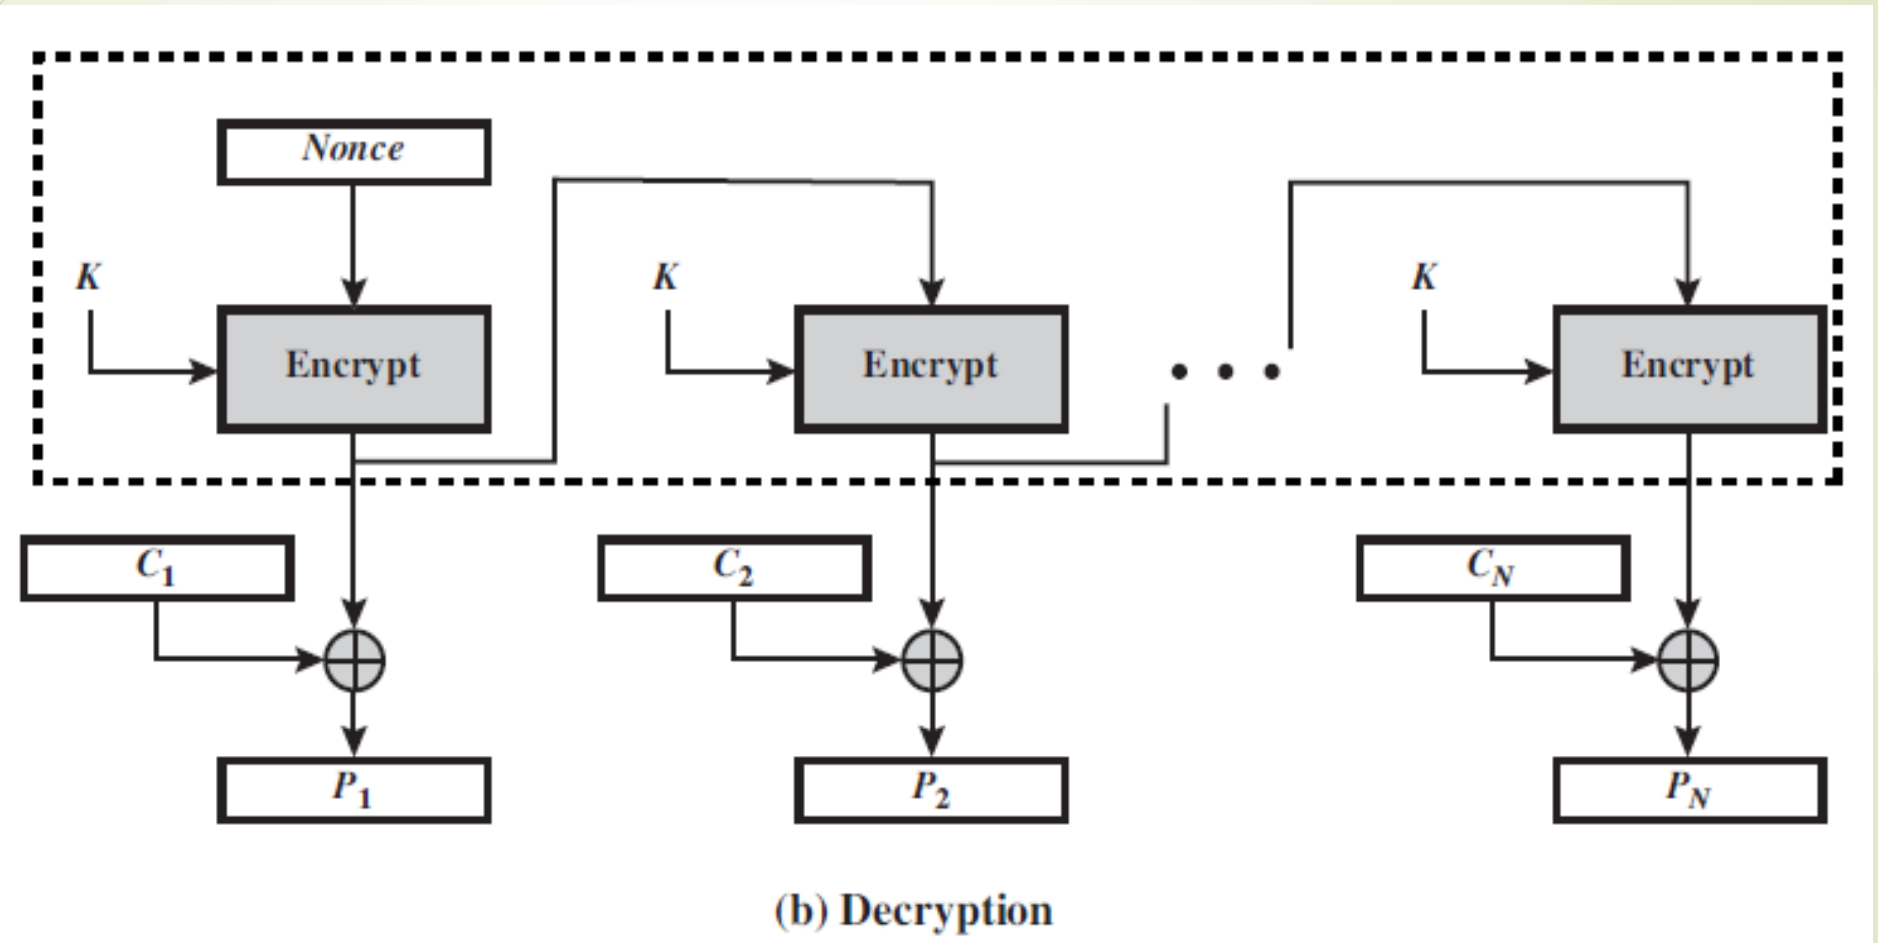 Nonce
K
K
K
Encrypt
Encrypt
• • •
Encrypt
C1
C2
CN
P1
P2
PN
(b) Decryption